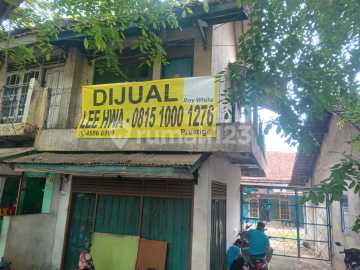 DIJUAL
Ray White
LEE HWA - 0815 1000 1276
Prestige
rumah123